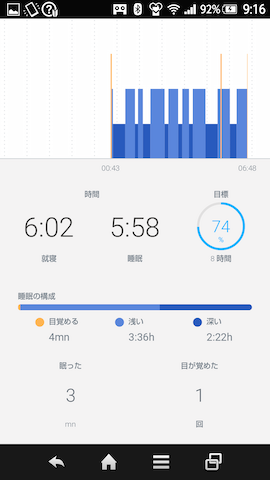 92% 9:16
00:43 06:48
時間 目標
6:02 5:58 74 %
就寝 睡眠 8 時間
睡眠の構成
目覚める 浅い 深い
4mn 3:36h 2:22h
眠った 目が覚めた
3 1
mn 回